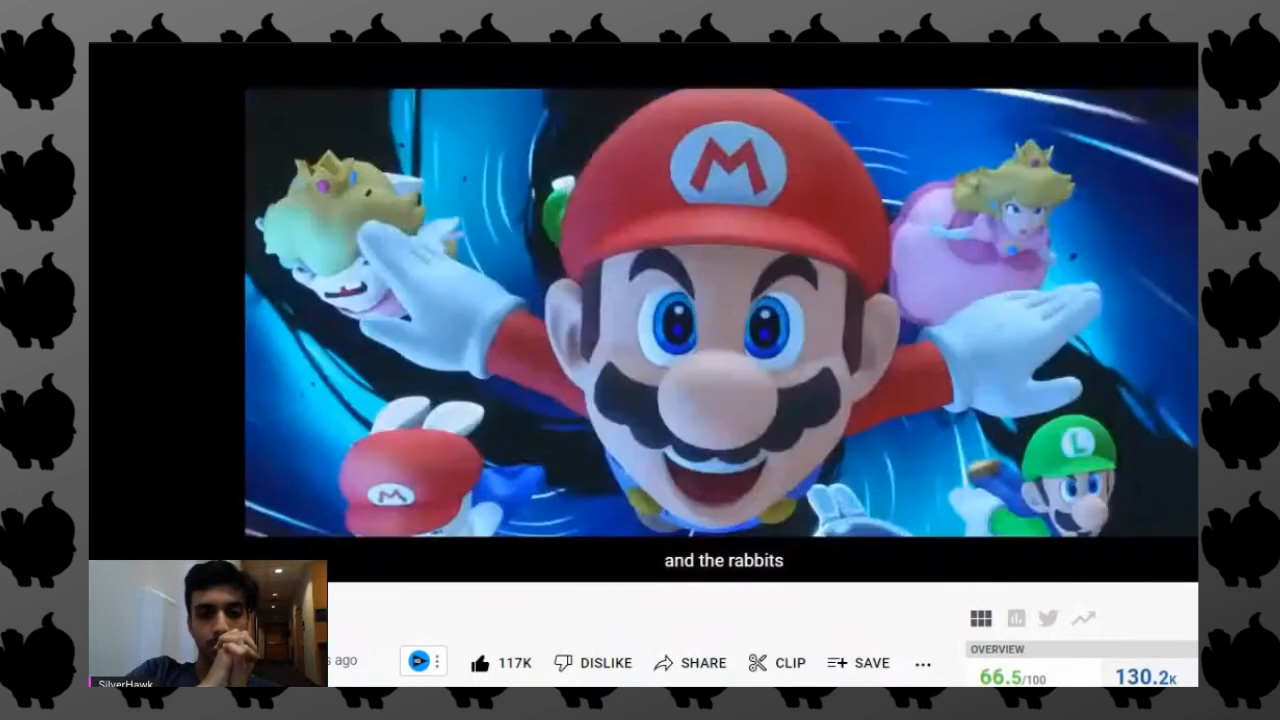 M
M
L
and the rabbits
s ago
117K
DISLIKE
SHARE
CLIP
SAVE
OVERVIEW
66.5/100
130.2K
SilverHawk